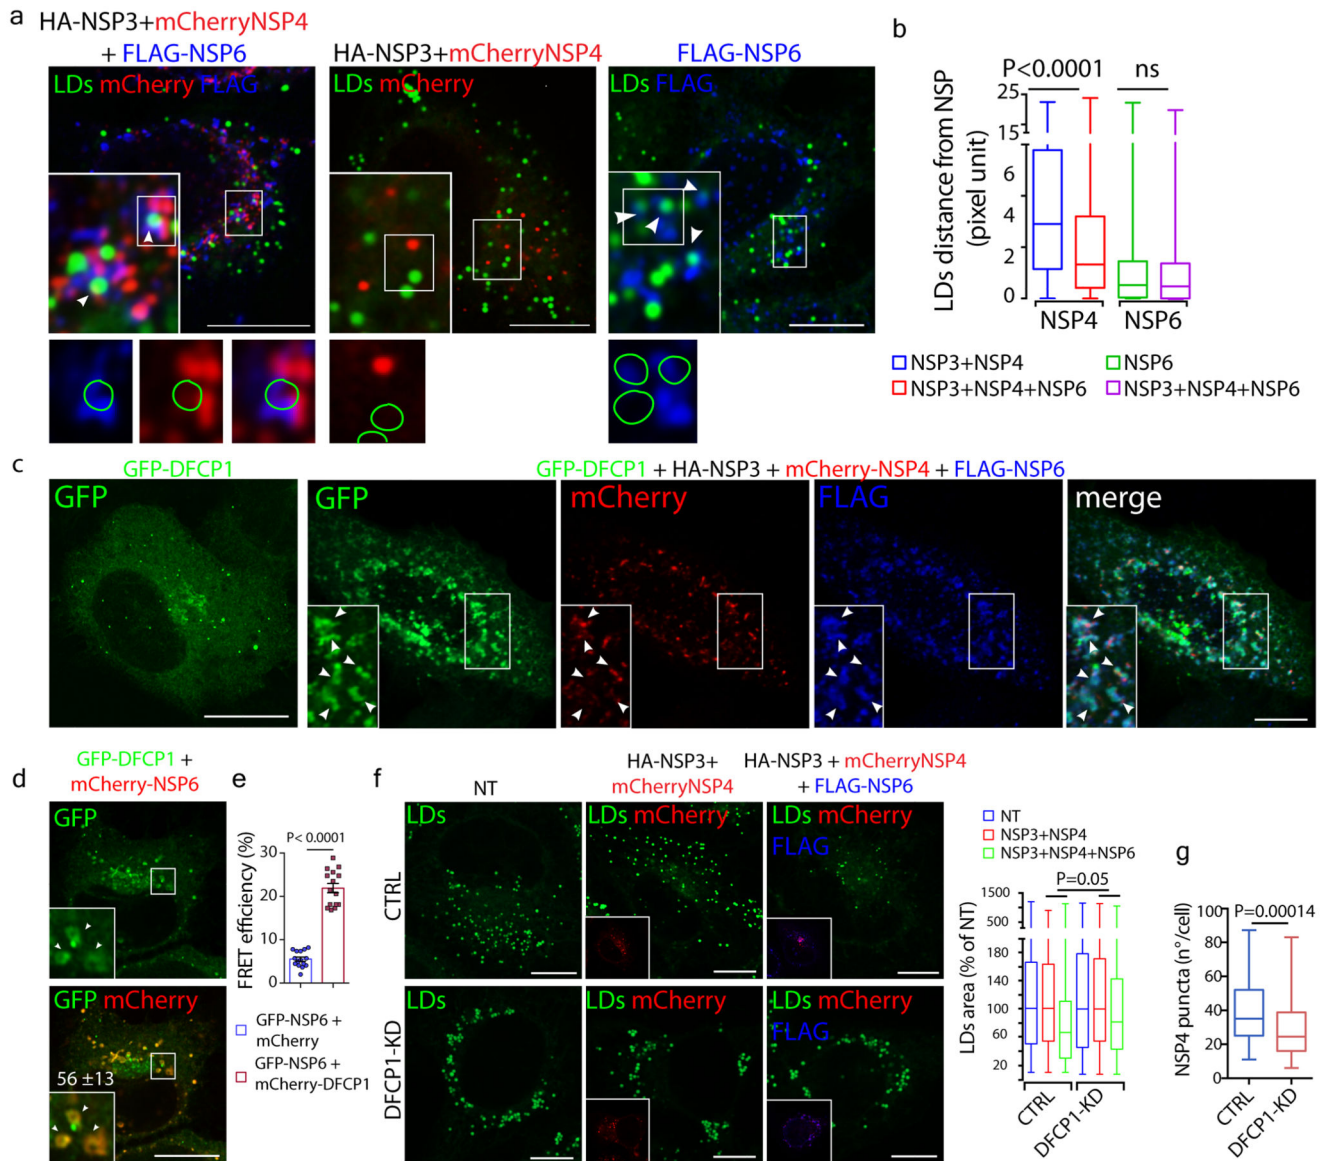 a
HA-NSP3+mCherryNSP4
+ FLAG-NSP6
HA-NSP3+mCherryNSP4
FLAG-NSP6
LDs mCherry FLAG
LDs mCherry
LDs FLAG
b
P<0.0001
ns
LDs distance from NSP
(pixel unit)
25
15
6
4
2
0
NSP4
NSP6
NSP3+NSP4
NSP6
NSP3+NSP4+NSP6
NSP3+NSP4+NSP6
c
GFP-DFCP1
GFP-DFCP1 + HA-NSP3 + mCherry-NSP4 + FLAG-NSP6
GFP
GFP
mCherry
FLAG
merge
d
GFP-DFCP1 +
mCherry-NSP6
GFP
GFP mCherry
56 ±13
e
P< 0.0001
FRET efficiency (%)
30
20
10
0
GFP-NSP6 +
mCherry
GFP-NSP6 +
mCherry-DFCP1
f
NT
HA-NSP3+
mCherryNSP4
HA-NSP3 + mCherryNSP4
+ FLAG-NSP6
CTRL
LDs
LDs mCherry
LDs mCherry
FLAG
DFCP1-KD
LDs
LDs mCherry
LDs mCherry
FLAG
NT
NSP3+NSP4
NSP3+NSP4+NSP6
P=0.05
LDs area (% of NT)
1500
500
180
140
100
60
20
CTRL
DFCP1-KD
g
P=0.00014
NSP4 puncta (n°/cell)
100
80
60
40
20
0
CTRL
DFCP1-KD